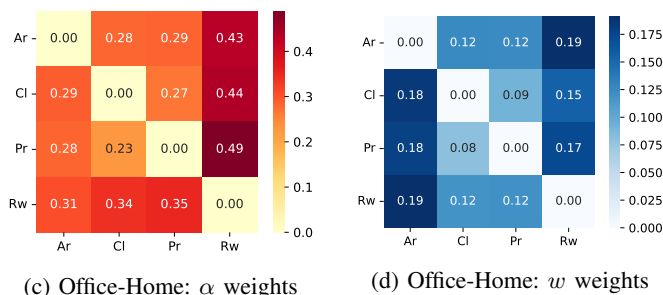 Ar 0.00 0.28 0.29 0.43
Cl 0.29 0.00 0.27 0.44
Pr 0.28 0.23 0.00 0.49
Rw 0.31 0.34 0.35 0.00
Ar Cl Pr Rw
0.4
0.3
0.2
0.1
0.0
(c) Office-Home: α weights
Ar 0.00 0.12 0.12 0.19
Cl 0.18 0.00 0.09 0.15
Pr 0.18 0.08 0.00 0.17
Rw 0.19 0.12 0.12 0.00
Ar Cl Pr Rw
0.175
0.150
0.125
0.100
0.075
0.050
0.025
0.000
(d) Office-Home: w weights